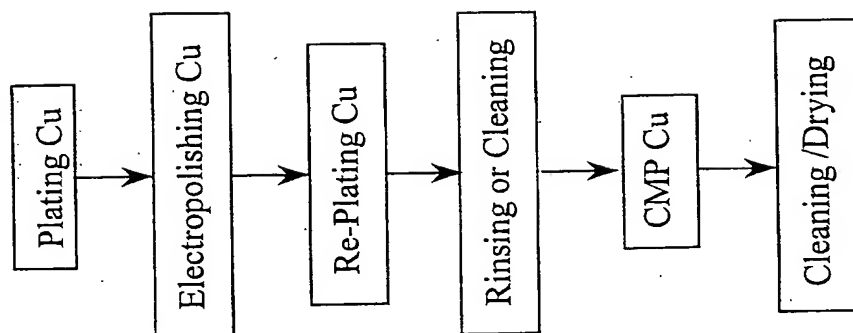 Plating Cu
Electropolishing Cu
Re-Plating Cu
Rinsing or Cleaning
CMP Cu
Cleaning /Drying